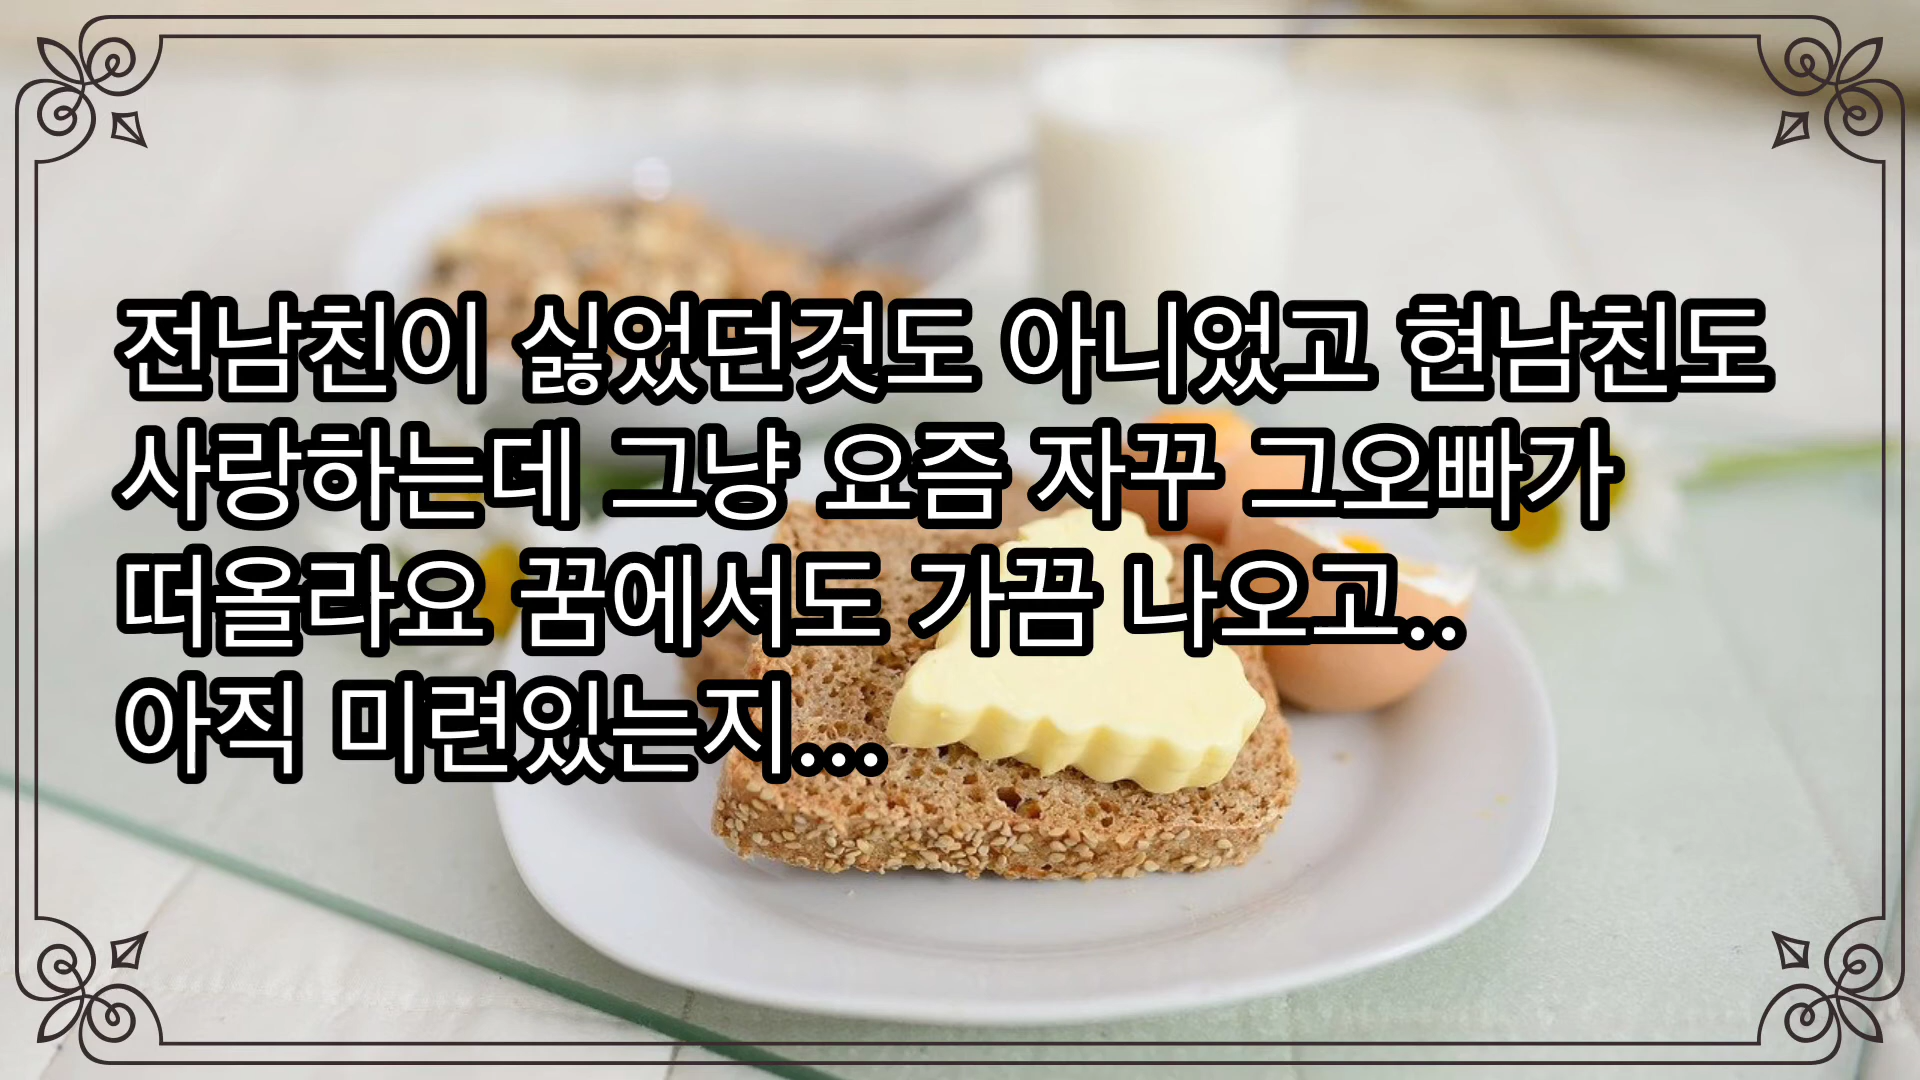 전남친이 싫었던것도 아니었고 현남친도
사랑하는데 그냥 요즘 자꾸 그오빠가
떠올라요 꿈에서도 가끔 나오고..
아직 미련있는지...